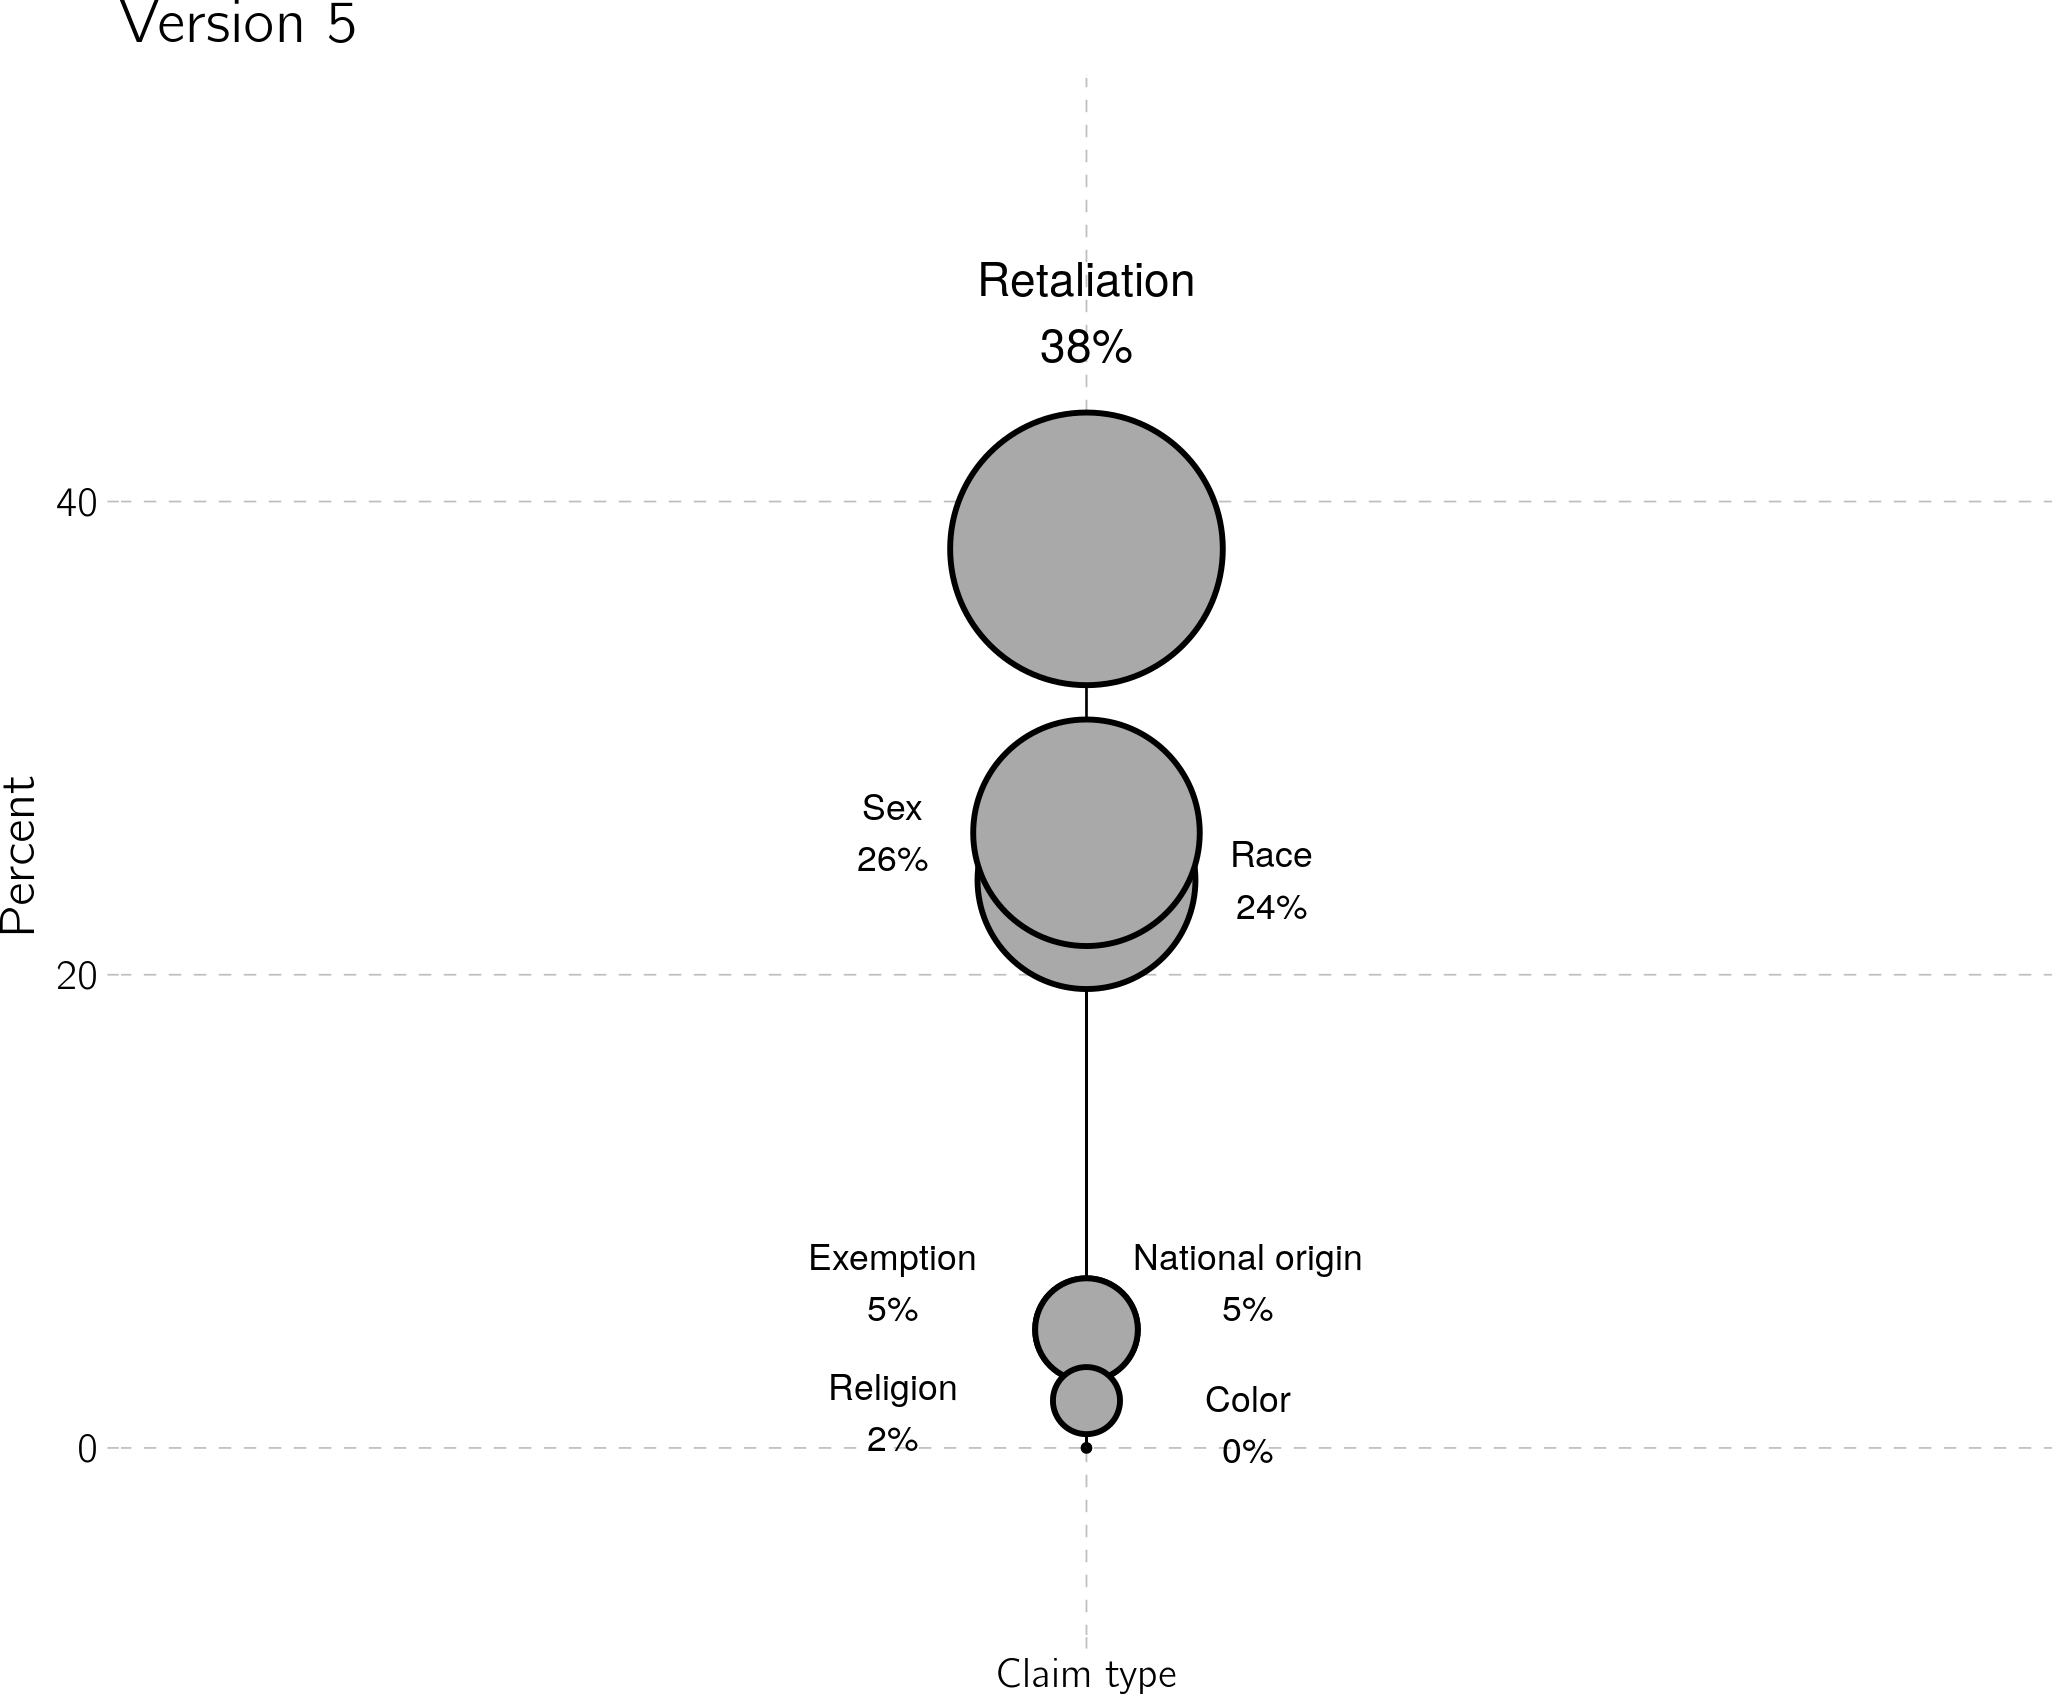 Version 5
Retaliation
38%
40
Sex
26%
Race
24%
Percent
20
Exemption
5%
National origin
5%
Religion
2%
Color
0%
0
Claim type